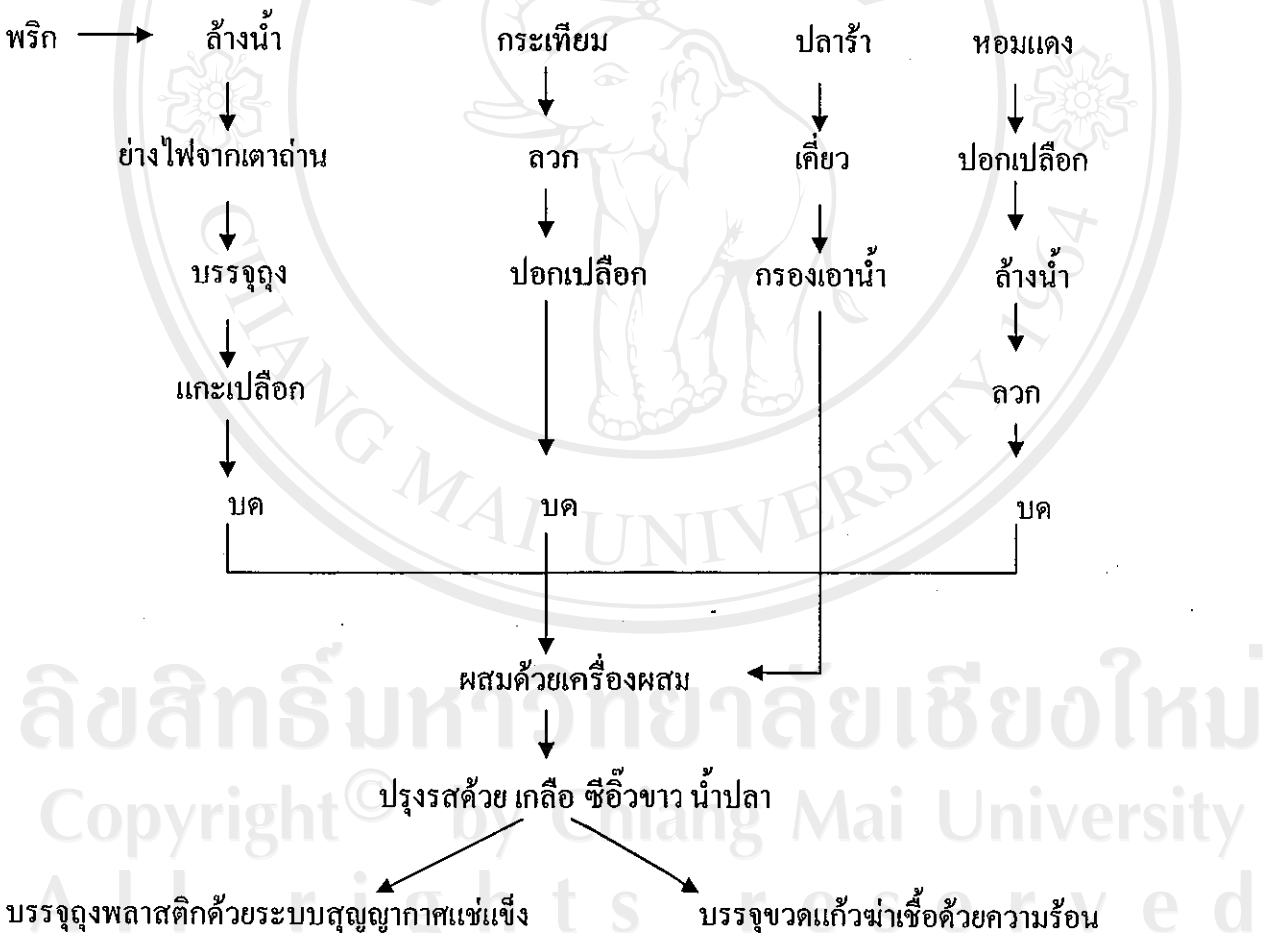 พริก ล้างน้ำ กระเทียม ปลาร้า หอมแดง
ย่างไฟจากเตาถ่าน ลวก เคี่ยว ปอกเปลือก
บรรจุถุง ปอกเปลือก กรองเอาน้ำ ล้างน้ำ
แกะเปลือก ลวก
บด บด บด
ผสมด้วยเครื่องผสม
ปรุงรสด้วย เกลือ ซีอิ๊วขาว น้ำปลา
บรรจุถุงพลาสติกด้วยระบบสุญญากาศแช่แข็ง บรรจุขวดแก้วฆ่าเชื้อด้วยความร้อน
CHIANG MAI UNIVERSITY 1964
ลิขสิทธิ์มหาวิทยาลัยเชียงใหม่
Copyright © by Chiang Mai University
All rights reserved